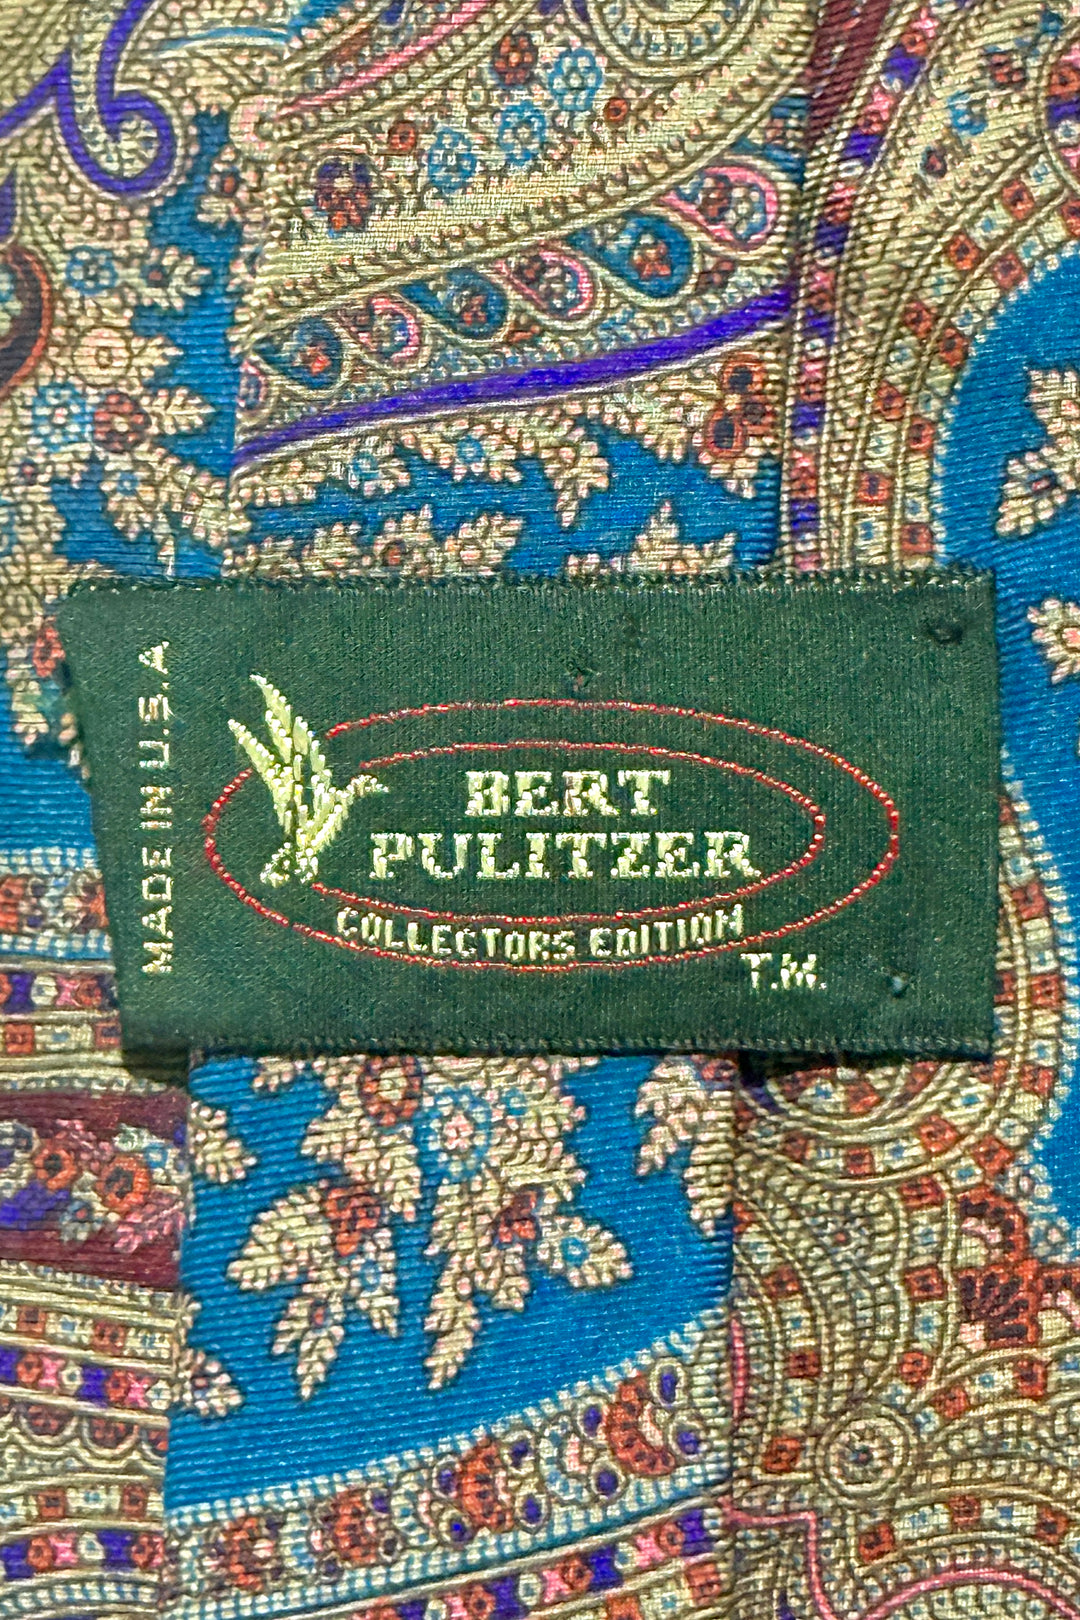 MADE IN U.S.A
BERT
PULITZER
COLLECTORS EDITION
T.M.